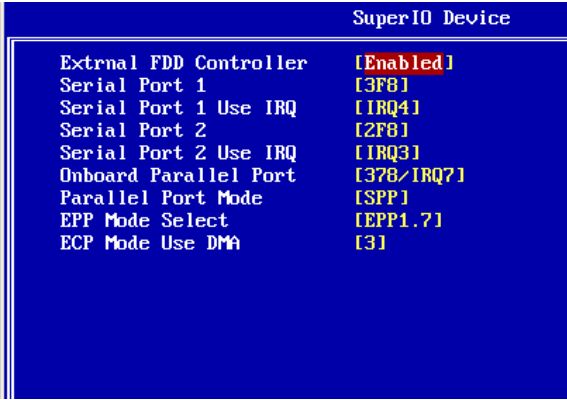 SuperIO Device
Extrnal FDD Controller [Enabled]
Serial Port 1 [3F8]
Serial Port 1 Use IRQ [IRQ4]
Serial Port 2 [2F8]
Serial Port 2 Use IRQ [IRQ3]
Onboard Parallel Port [378/IRQ7]
Parallel Port Mode [SPP]
EPP Mode Select [EPP1.7]
ECP Mode Use DMA [3]